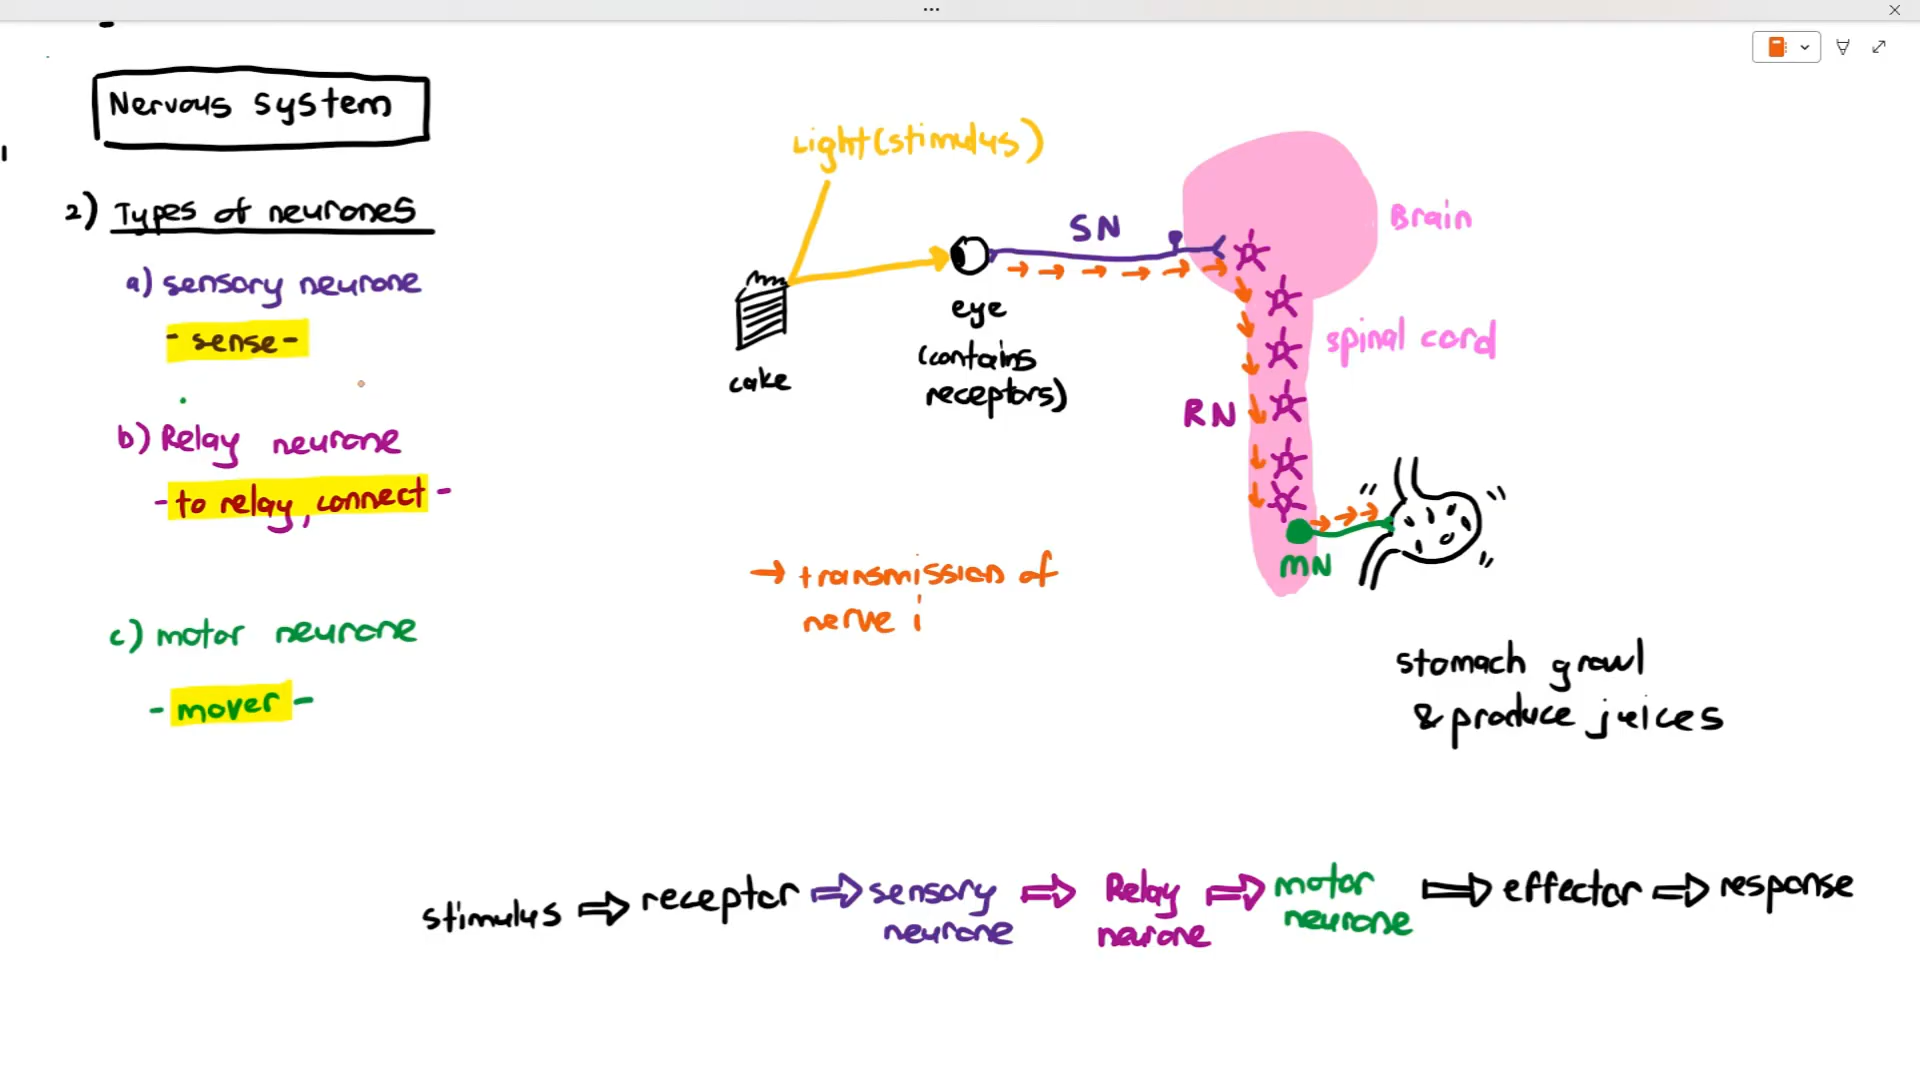 Nervous system
2) Types of neurones
a) sensory neurone
- sense -
b) Relay neurone
- to relay, connect -
c) motor neurone
- mover -
Light (stimulus)
cake
eye
(contains
receptors)
SN
Brain
spinal cord
RN
MN
→ transmission of
nerve i
stomach growl
& produce juices
stimulus ⇒ receptor ⇒ sensory neurone ⇒ Relay neurone ⇒ motor neurone ⇒ effector ⇒ response